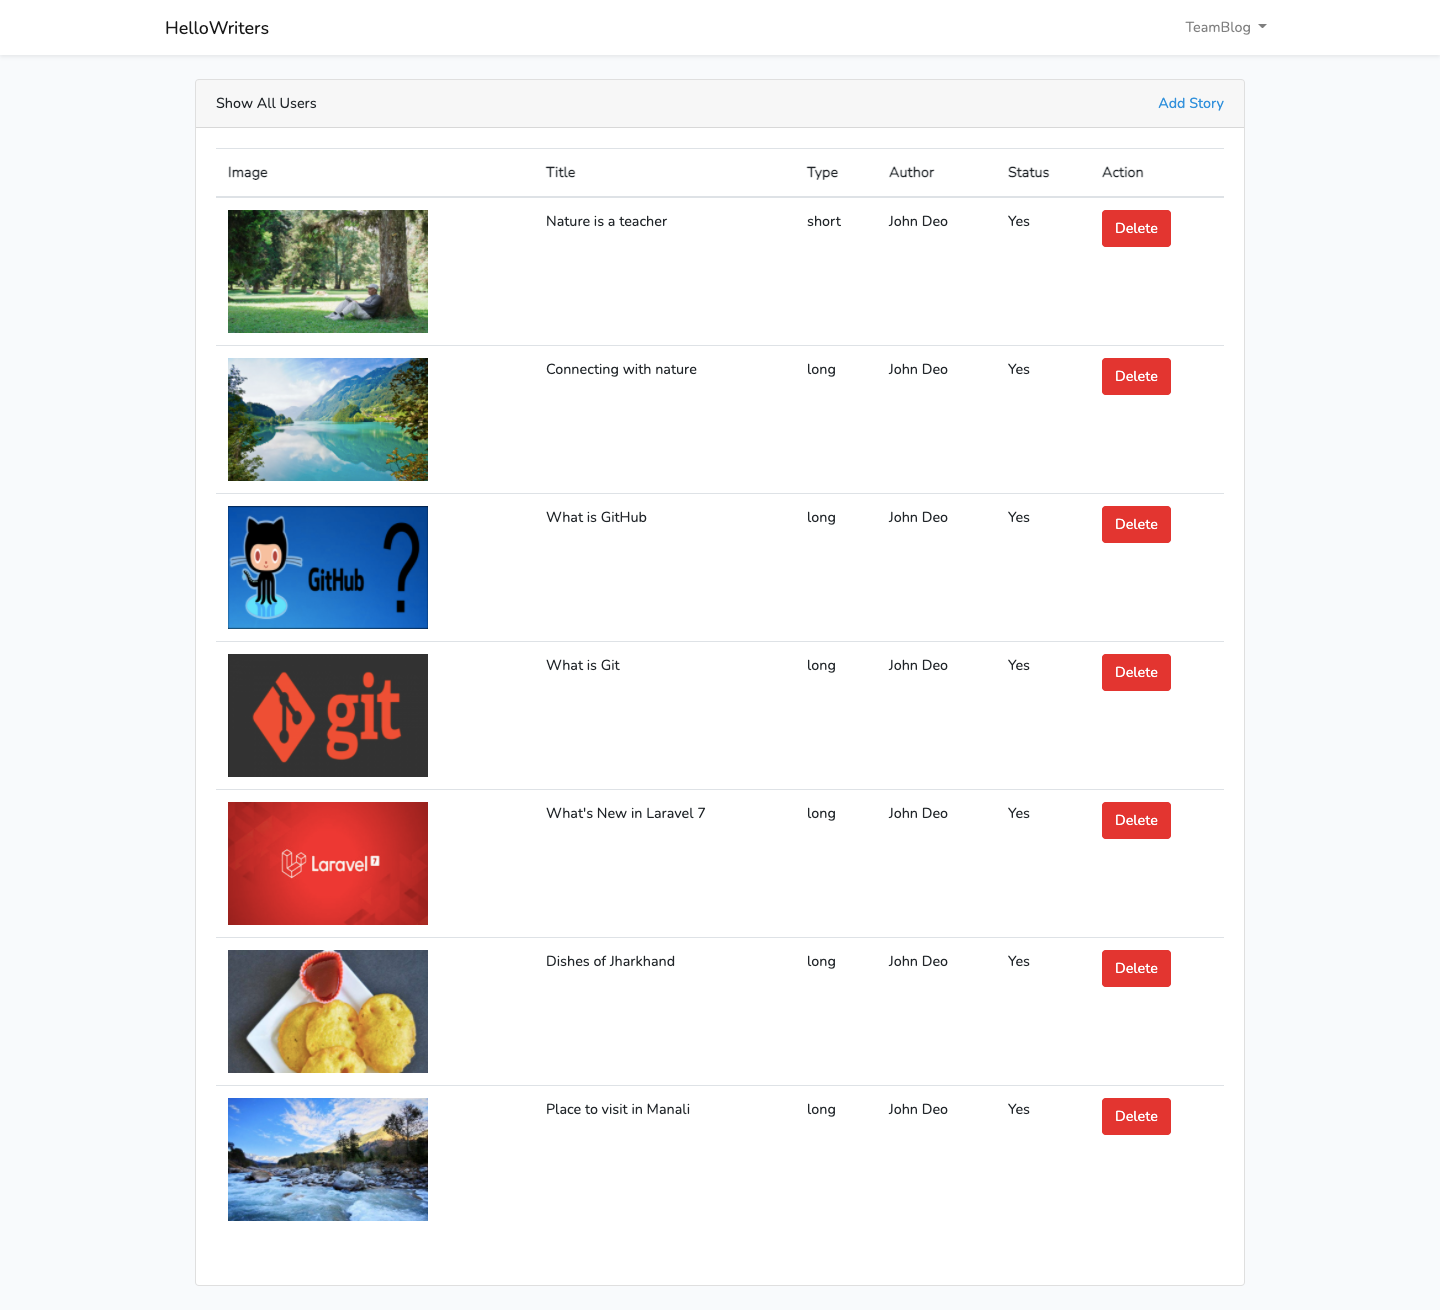 HelloWriters TeamBlog
Show All Users Add Story
Image Title Type Author Status Action
Nature is a teacher short John Deo Yes Delete
Connecting with nature long John Deo Yes Delete
What is GitHub long John Deo Yes Delete
GitHub ?
What is Git long John Deo Yes Delete
git
What's New in Laravel 7 long John Deo Yes Delete
Laravel 7
Dishes of Jharkhand long John Deo Yes Delete
Place to visit in Manali long John Deo Yes Delete